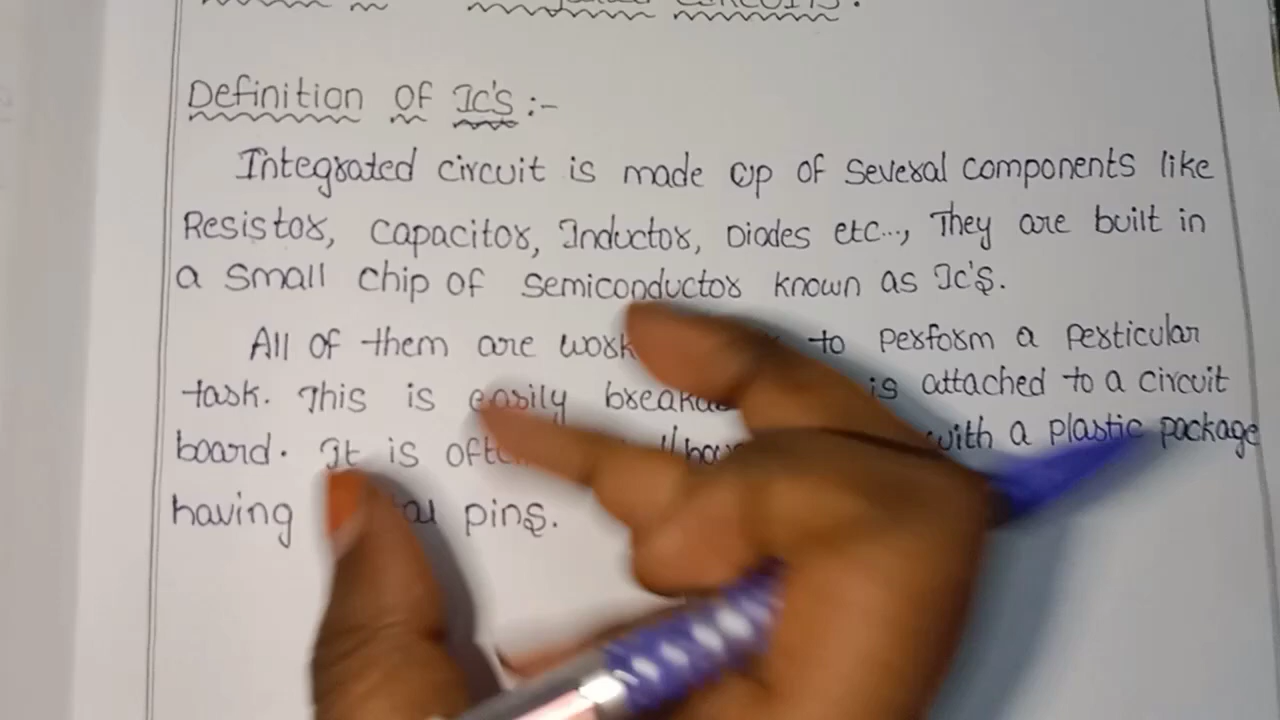 Definition of Ic's :-
Integrated circuit is made up of several components like
Resistor, capacitor, Inductor, Diodes etc..., They are built in
a small chip of semiconductor known as Ic's.
All of them are to perform a perticular
task. This is easily is attached to a circuit
board. It is with a plastic package
having pins.